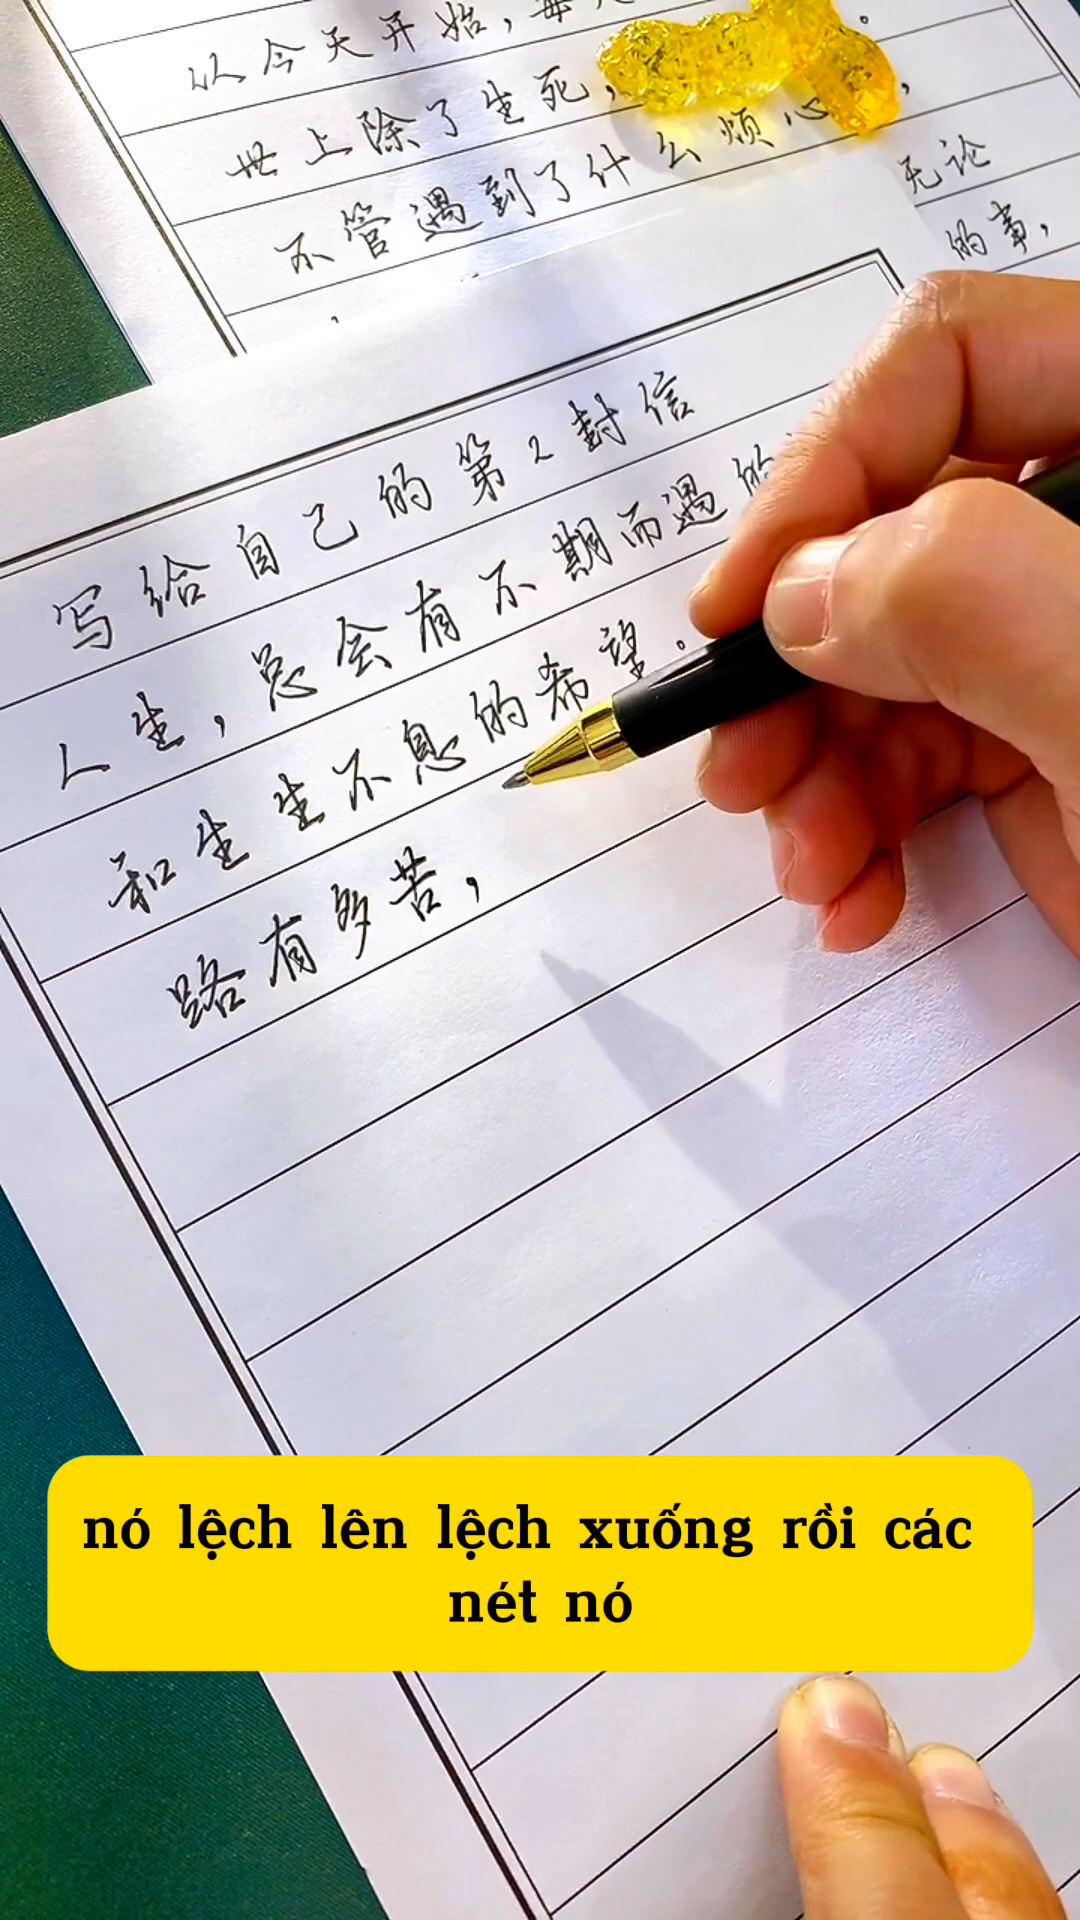 以今天开始，每天
世上除了生死，
不管遇到了什么烦心
，
无论
的事，
写给自己的第2封信
人生，总会有不期而遇的
和生生不息的希望。
路有多苦，
nó lệch lên lệch xuống rồi các
nét nó